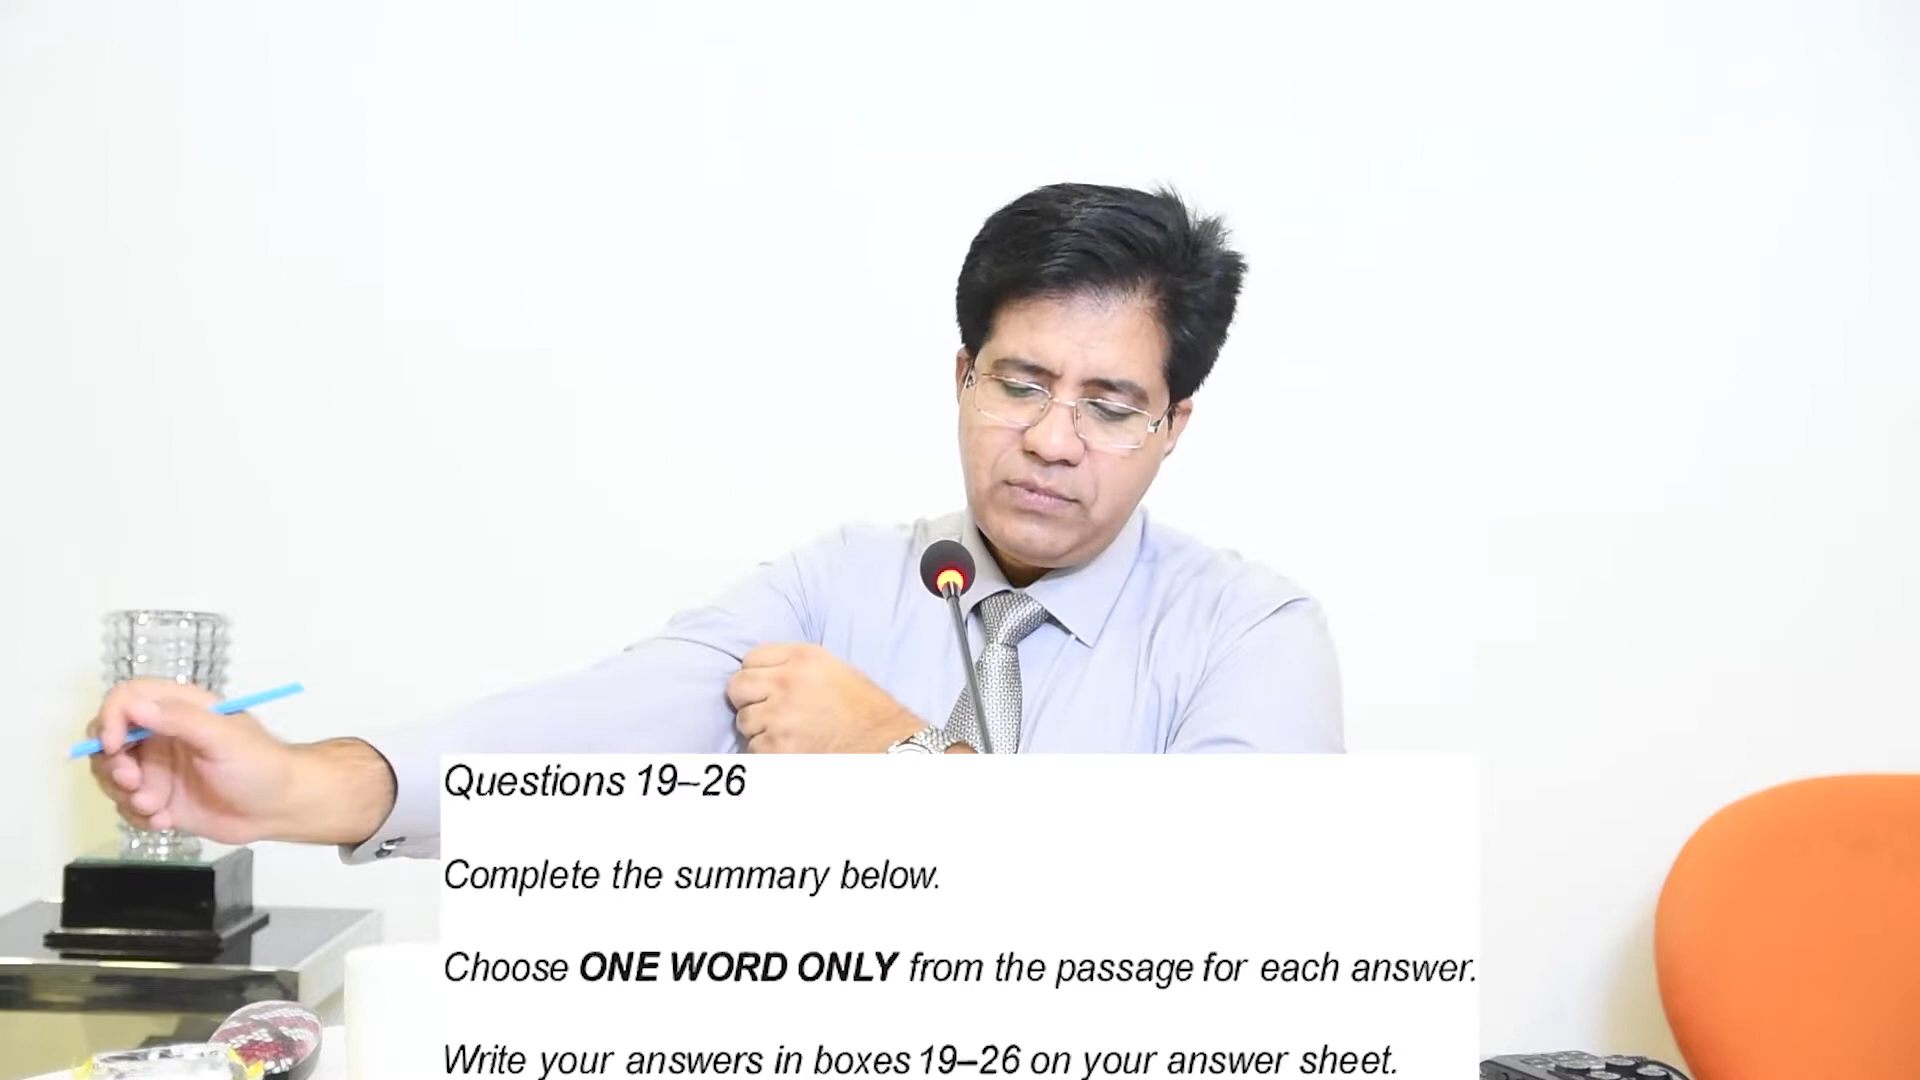 Questions 19–26
Complete the summary below.
Choose ONE WORD ONLY from the passage for each answer.
Write your answers in boxes 19–26 on your answer sheet.